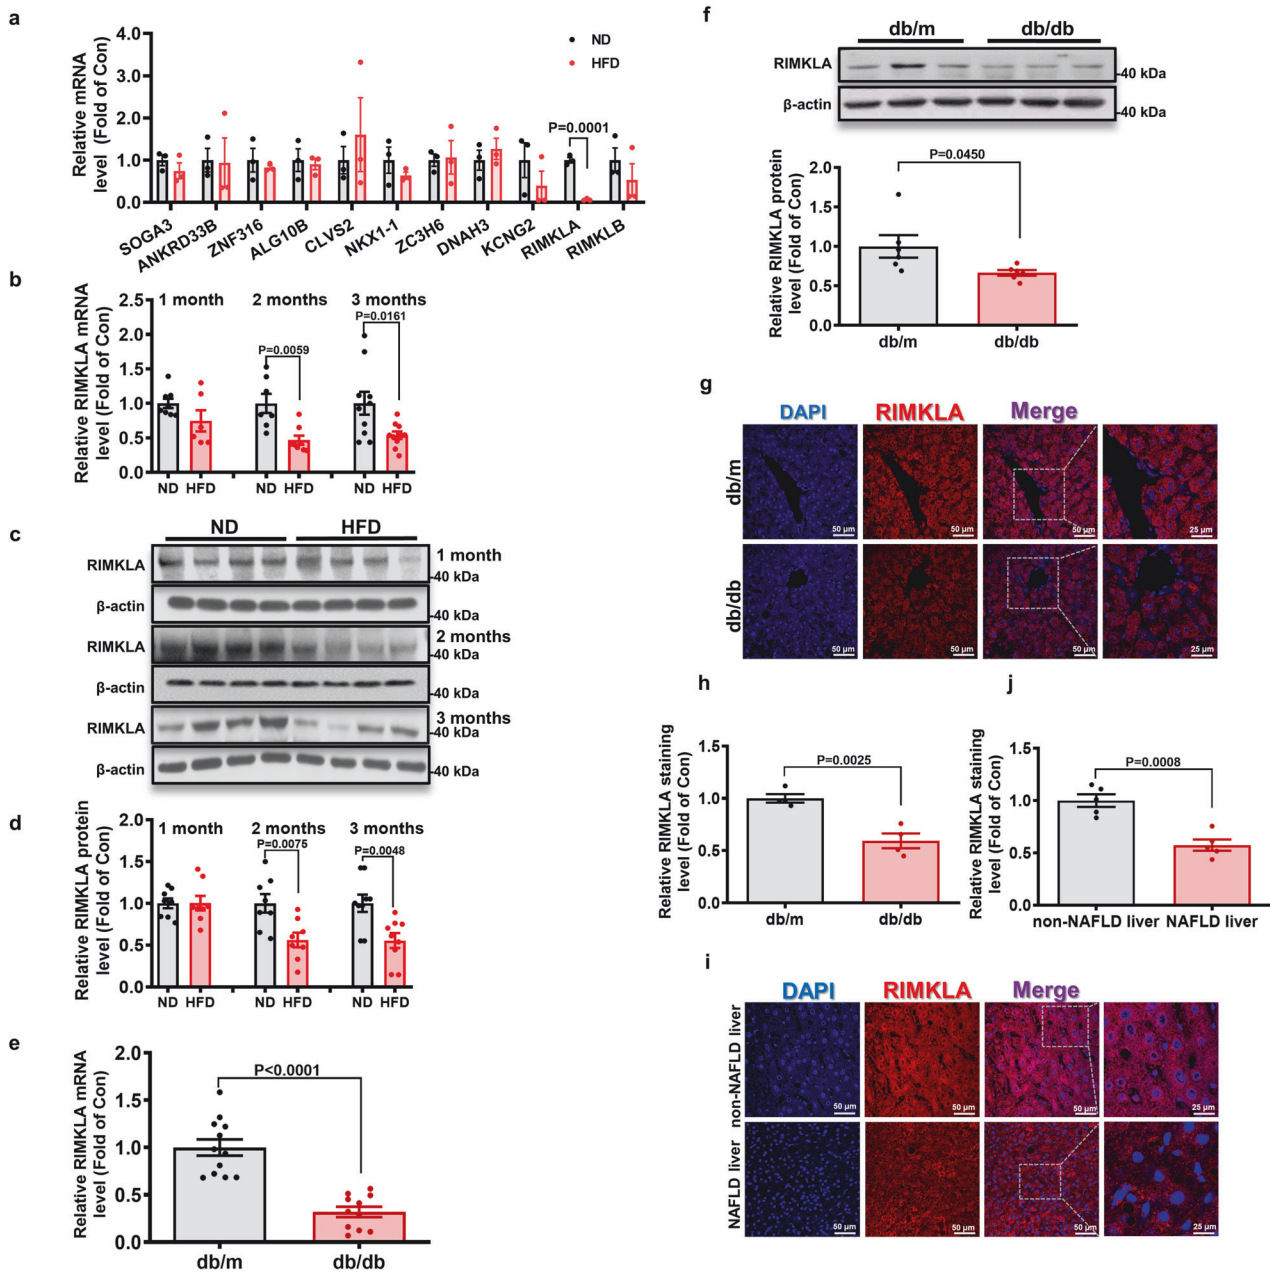 a
Relative mRNA
level (Fold of Con)
4.0
3.0
2.0
1.0
0.0
ND
HFD
P=0.0001
SOGA3
ANKRD33B
ZNF316
ALG10B
CLVS2
NKX1-1
ZC3H6
DNAH3
KCNG2
RIMKLA
RIMKLB
b
Relative RIMKLA mRNA
level (Fold of Con)
2.5
2.0
1.5
1.0
0.5
0.0
1 month
2 months
3 months
P=0.0059
P=0.0161
ND HFD ND HFD ND HFD
c
ND HFD
RIMKLA
1 month
-40 kDa
β-actin
-40 kDa
RIMKLA
2 months
-40 kDa
β-actin
-40 kDa
RIMKLA
3 months
-40 kDa
β-actin
-40 kDa
d
Relative RIMKLA protein
level (Fold of Con)
2.0
1.5
1.0
0.5
0.0
1 month
2 months
3 months
P=0.0075
P=0.0048
ND HFD ND HFD ND HFD
e
Relative RIMKLA mRNA
level (Fold of Con)
2.0
1.5
1.0
0.5
0.0
P<0.0001
db/m db/db
f
db/m db/db
RIMKLA
-40 kDa
β-actin
-40 kDa
Relative RIMKLA protein
level (Fold of Con)
2.0
1.5
1.0
0.5
0.0
P=0.0450
db/m db/db
g
DAPI RIMKLA Merge
db/m
50 μm 50 μm 50 μm 25 μm
db/db
50 μm 50 μm 50 μm 25 μm
h
Relative RIMKLA staining
level (Fold of Con)
1.5
1.0
0.5
0.0
P=0.0025
db/m db/db
j
Relative RIMKLA staining
level (Fold of Con)
1.5
1.0
0.5
0.0
P=0.0008
non-NAFLD liver NAFLD liver
i
DAPI RIMKLA Merge
non-NAFLD liver
50 μm 50 μm 50 μm 25 μm
NAFLD liver
50 μm 50 μm 50 μm 25 μm